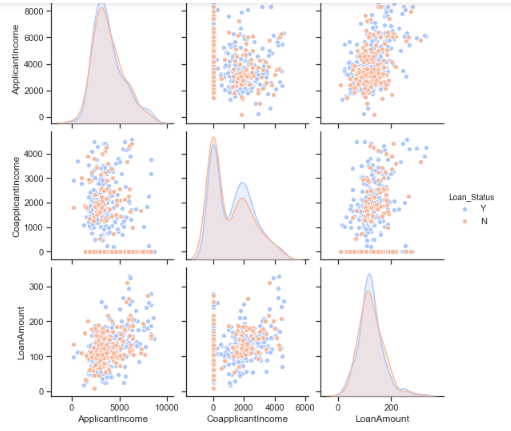 8000
6000
4000
2000
0
ApplicantIncome
4000
3000
2000
1000
0
CoapplicantIncome
Loan_Status
Y
N
300
200
100
0
LoanAmount
0 5000 10000
ApplicantIncome
0 2000 4000 6000
CoapplicantIncome
0 200
LoanAmount